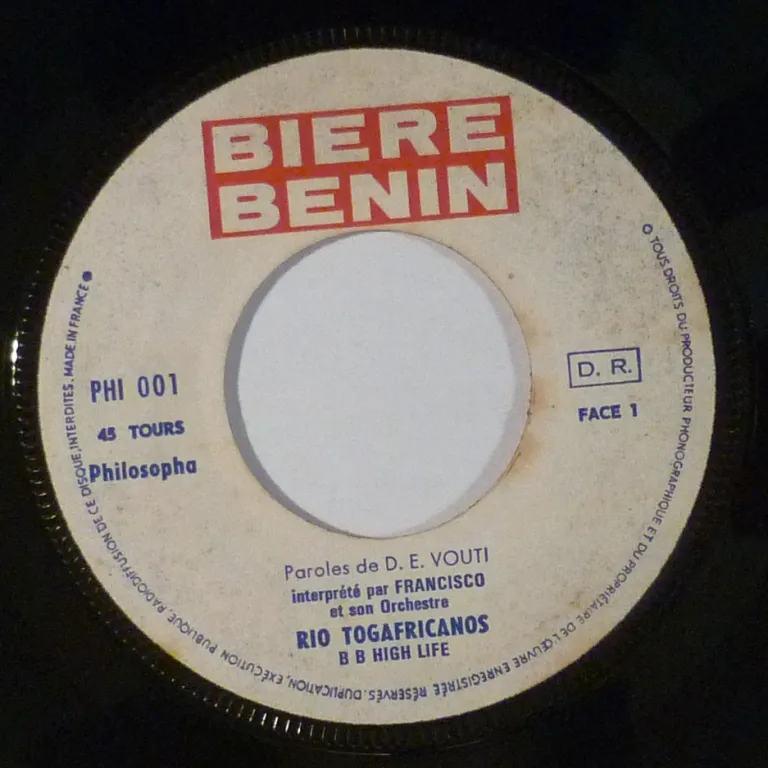 BIERE
BENIN
PHI 001
45 TOURS
Philosopha
D. R.
FACE 1
Paroles de D. E. VOUTI
interprété par FRANCISCO
et son Orchestre
RIO TOGAFRICANOS
B B HIGH LIFE
TOUS DROITS DU PRODUCTEUR PHONOGRAPHIQUE ET DU PROPRIÉTAIRE DE L'ŒUVRE ENREGISTRÉE RÉSERVÉS. DUPLICATION, EXÉCUTION PUBLIQUE, RADIODIFFUSION DE CE DISQUE, INTERDITES. MADE IN FRANCE